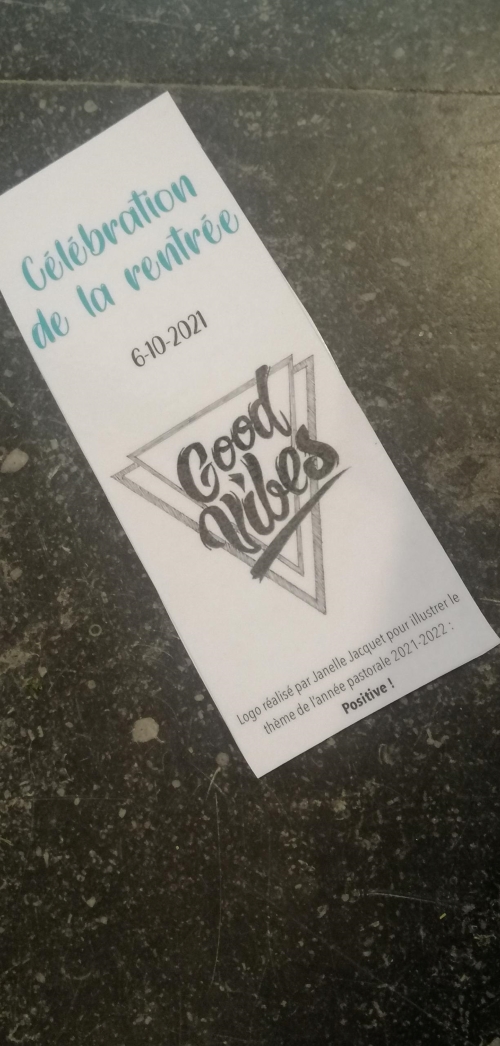 Célébration
de la rentrée
6-10-2021
Good
Vibes
Logo réalisé par Janelle Jacquet pour illustrer le
thème de l'année pastorale 2021-2022 :
Positive !